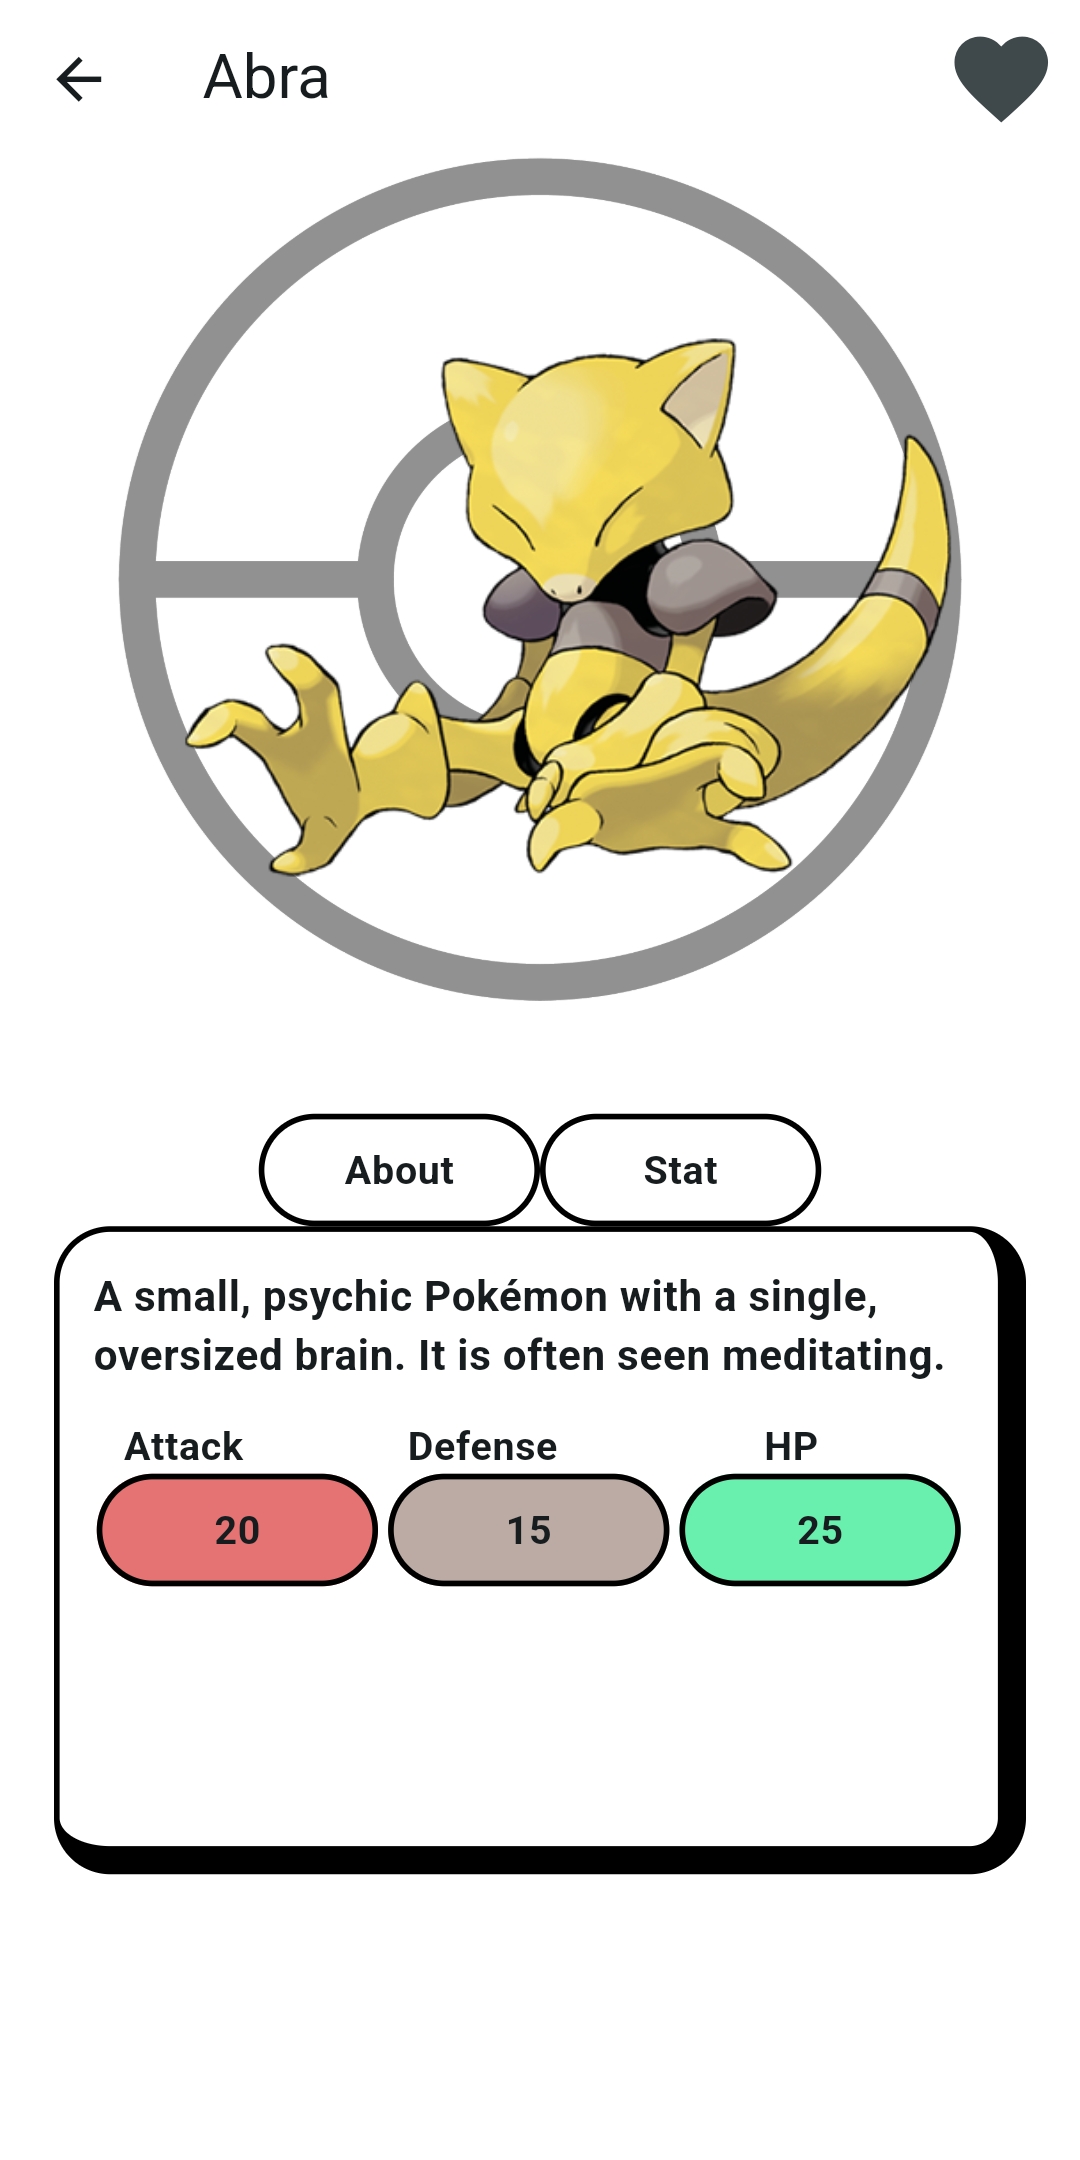 Abra
About
Stat
A small, psychic Pokémon with a single,
oversized brain. It is often seen meditating.
Attack
Defense
HP
20
15
25